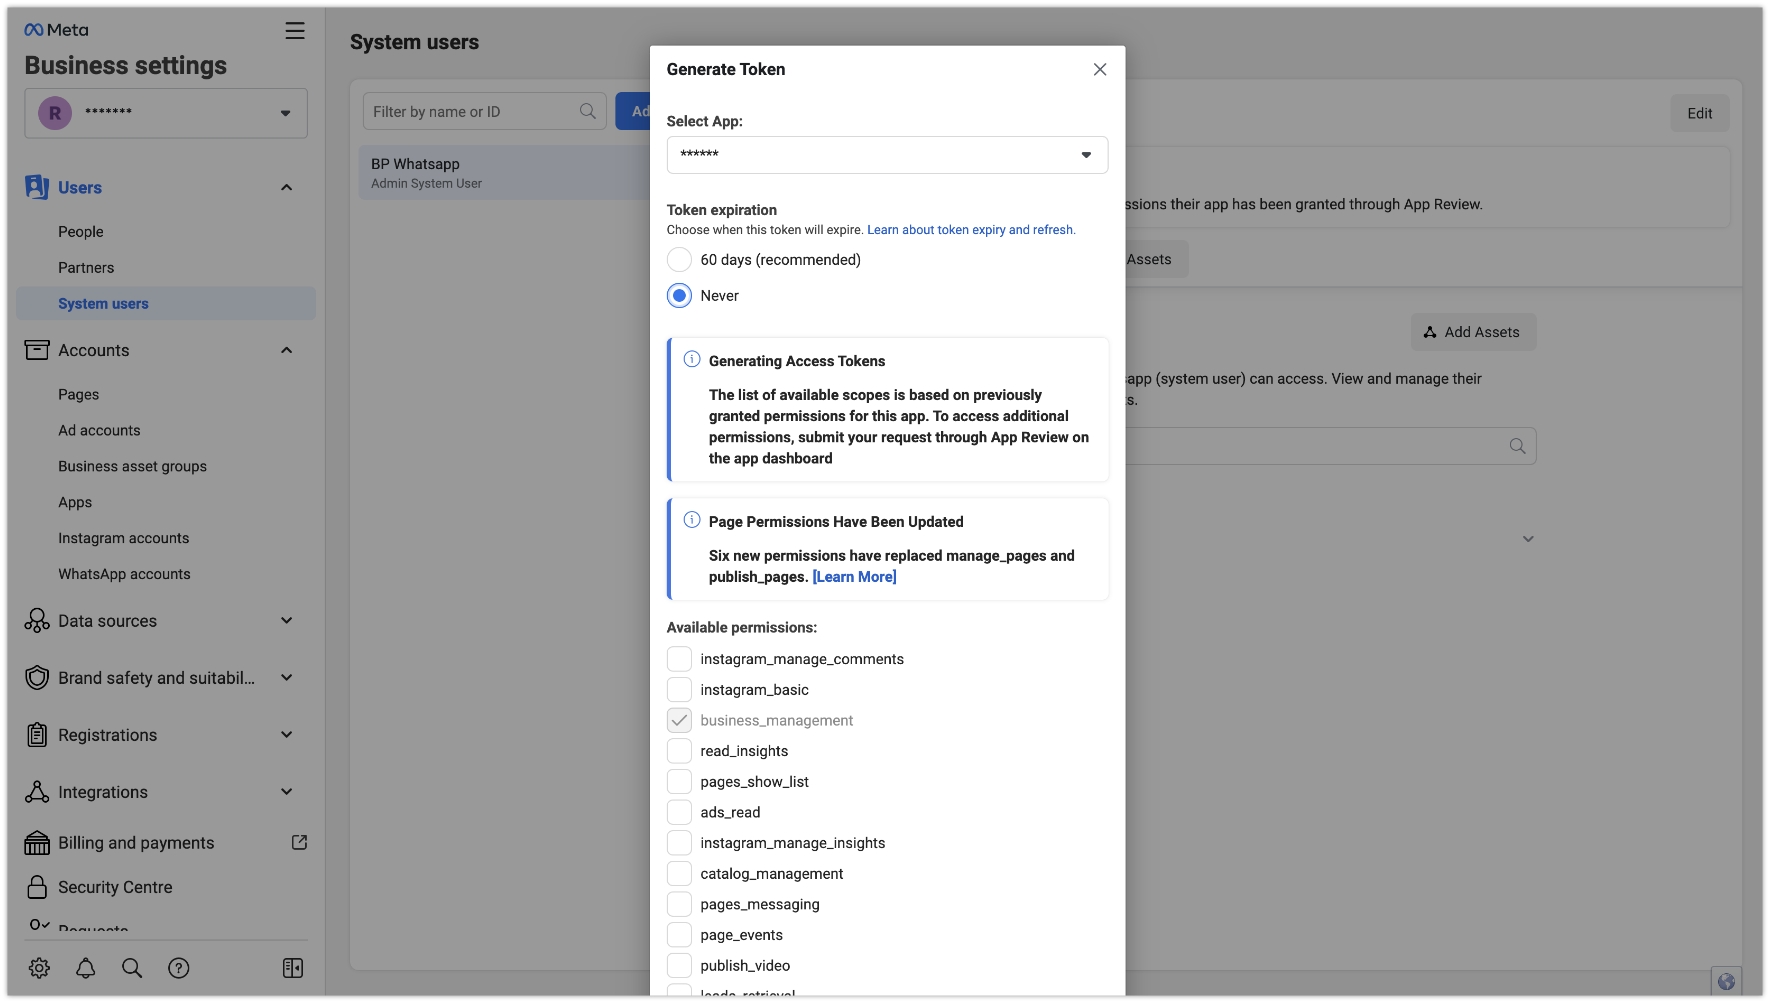 Meta
Business settings
R
*******
Users
People
Partners
System users
Accounts
Pages
Ad accounts
Business asset groups
Apps
Instagram accounts
WhatsApp accounts
Data sources
Brand safety and suitabil...
Registrations
Integrations
Billing and payments
Security Centre
Requests
System users
Filter by name or ID
Ad
BP Whatsapp
Admin System User
Edit
ssions their app has been granted through App Review.
Assets
Add Assets
sapp (system user) can access. View and manage their
s.
Generate Token
Select App:
******
Token expiration
Choose when this token will expire. Learn about token expiry and refresh.
60 days (recommended)
Never
Generating Access Tokens
The list of available scopes is based on previously
granted permissions for this app. To access additional
permissions, submit your request through App Review on
the app dashboard
Page Permissions Have Been Updated
Six new permissions have replaced manage_pages and
publish_pages. [Learn More]
Available permissions:
instagram_manage_comments
instagram_basic
business_management
read_insights
pages_show_list
ads_read
instagram_manage_insights
catalog_management
pages_messaging
page_events
publish_video
leads_retrieval